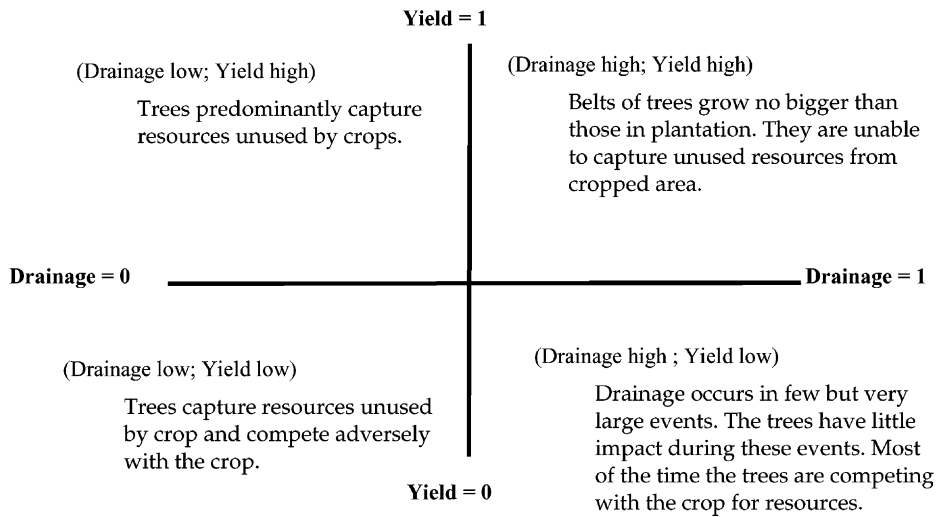 Yield = 1
(Drainage low; Yield high)
Trees predominantly capture
resources unused by crops.
(Drainage high; Yield high)
Belts of trees grow no bigger than
those in plantation. They are unable
to capture unused resources from
cropped area.
Drainage = 0
Drainage = 1
(Drainage low; Yield low)
Trees capture resources unused
by crop and compete adversely
with the crop.
(Drainage high ; Yield low)
Drainage occurs in few but very
large events. The trees have little
impact during these events. Most
of the time the trees are competing
with the crop for resources.
Yield = 0